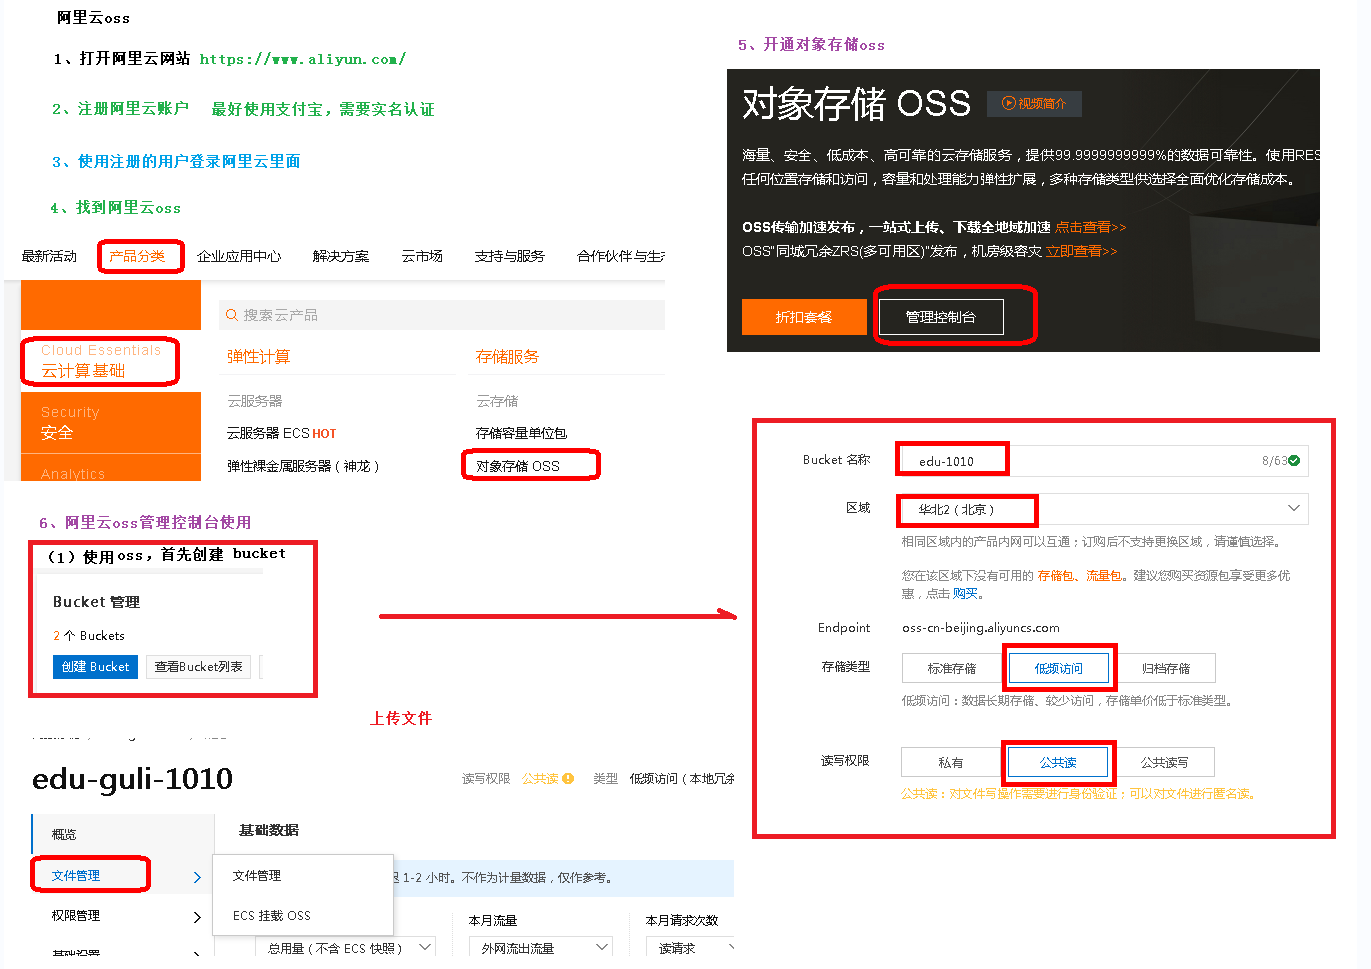 阿里云oss
1、打开阿里云网站 https://www.aliyun.com/
2、注册阿里云账户 最好使用支付宝，需要实名认证
3、使用注册的用户登录阿里云里面
4、找到阿里云oss
最新活动 产品分类 企业应用中心 解决方案 云市场 支持与服务 合作伙伴与生
搜索云产品
Cloud Essentials
云计算基础
Security
安全
Analytics
弹性计算 存储服务
云服务器 云存储
云服务器 ECS HOT 存储容量单位包
弹性裸金属服务器（神龙） 对象存储 OSS
5、开通对象存储oss
对象存储 OSS 视频简介
海量、安全、低成本、高可靠的云存储服务，提供99.9999999999%的数据可靠性。使用RES
任何位置存储和访问，容量和处理能力弹性扩展，多种存储类型供选择全面优化存储成本。
OSS传输加速发布，一站式上传、下载全地域加速 点击查看>>
OSS“同城冗余ZRS(多可用区)”发布，机房级容灾 立即查看>>
折扣套餐 管理控制台
6、阿里云oss管理控制台使用
（1）使用oss，首先创建 bucket
Bucket 管理
2 个 Buckets
创建 Bucket 查看Bucket列表
Bucket 名称 edu-1010 8/63
区域 华北2（北京）
相同区域内的产品内网可以互通；订购后不支持更换区域，请谨慎选择。
您在该区域下没有可用的 存储包、流量包。建议您购买资源包享受更多优
惠，点击 购买。
Endpoint oss-cn-beijing.aliyuncs.com
存储类型 标准存储 低频访问 归档存储
低频访问：数据长期存储、较少访问，存储单价低于标准类型。
读写权限 私有 公共读 公共读写
公共读：对文件写操作需要进行身份验证；可以对文件进行匿名读。
上传文件
edu-guli-1010 读写权限 公共读 类型 低频访问（本地冗余
概览
文件管理
权限管理
基础设置
基础数据
文件管理
ECS 挂载 OSS
迟 1-2 小时。不作为计量数据，仅作参考。
本月流量 本月请求次数
总用量（不含 ECS 快照） 外网流出流量 读请求